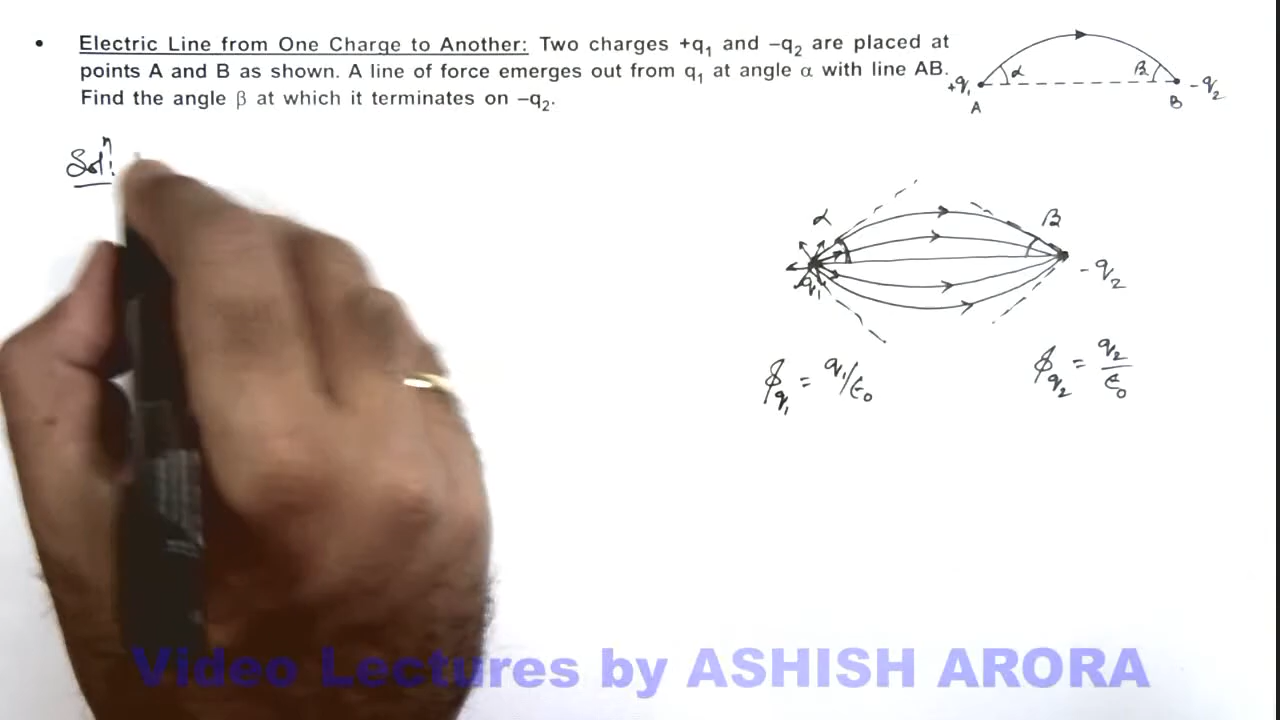 • Electric Line from One Charge to Another: Two charges +q₁ and −q₂ are placed at
points A and B as shown. A line of force emerges out from q₁ at angle α with line AB.
Find the angle β at which it terminates on −q₂.
+q₁ α β −q₂
A B
Solⁿ:
α β
q₁ −q₂
ϕq₁ = q₁/ε₀ ϕq₂ = q₂/ε₀
Video Lectures by ASHISH ARORA